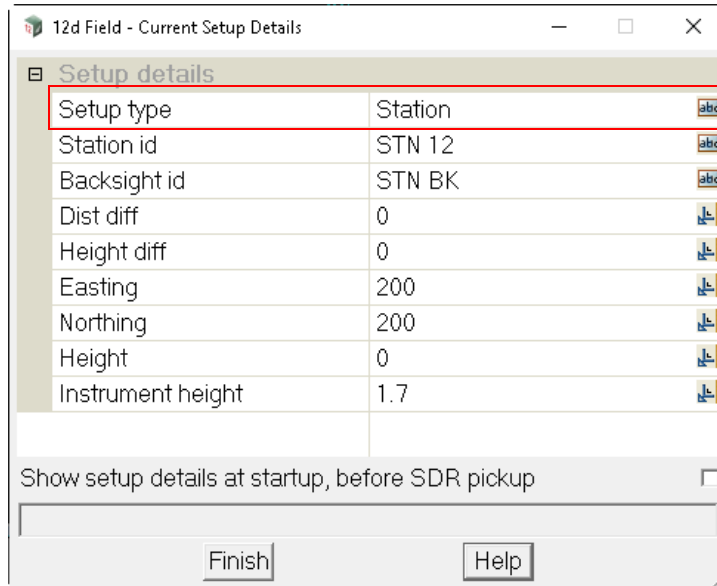 12d Field - Current Setup Details
Setup details
Setup type Station
Station id STN 12
Backsight id STN BK
Dist diff 0
Height diff 0
Easting 200
Northing 200
Height 0
Instrument height 1.7
Show setup details at startup, before SDR pickup
Finish Help